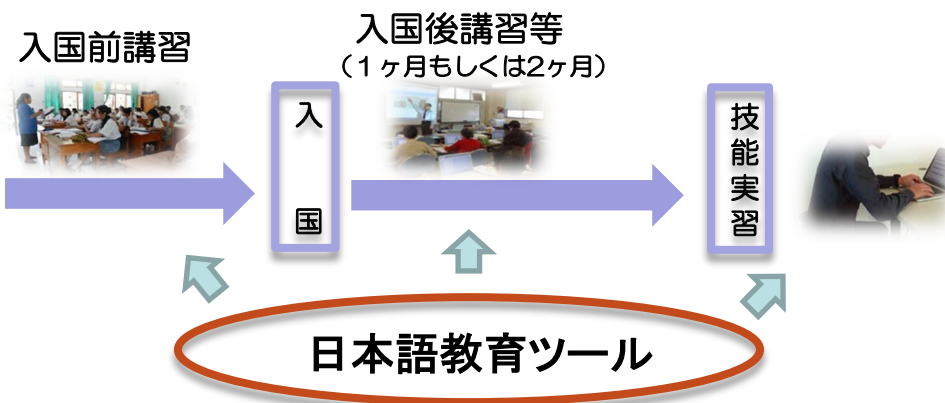 入国前講習
入国後講習等
（１ヶ月もしくは2ヶ月）
入国
技能実習
日本語教育ツール